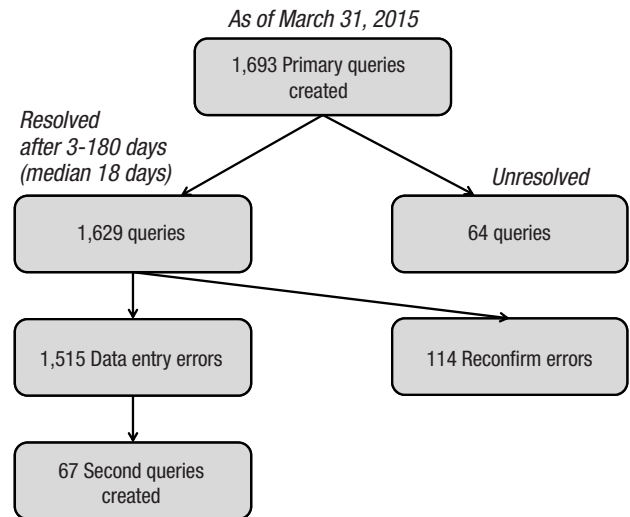 As of March 31, 2015
1,693 Primary queries
created
Resolved
after 3-180 days
(median 18 days)
Unresolved
1,629 queries
64 queries
1,515 Data entry errors
114 Reconfirm errors
67 Second queries
created